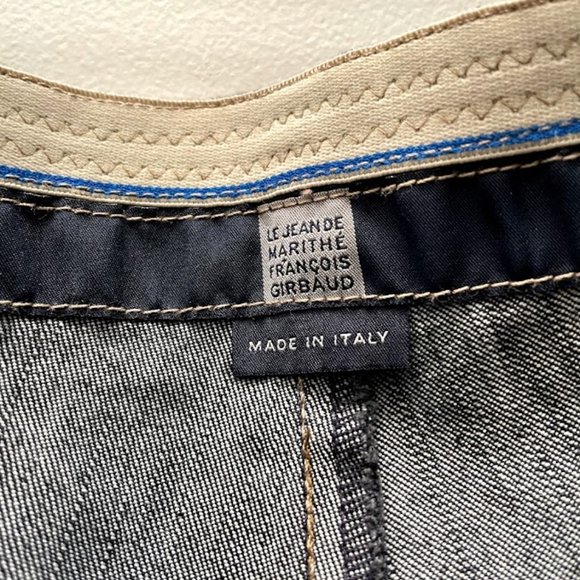 LE JEAN DE
MARITHÉ
FRANÇOIS
GIRBAUD
MADE IN ITALY